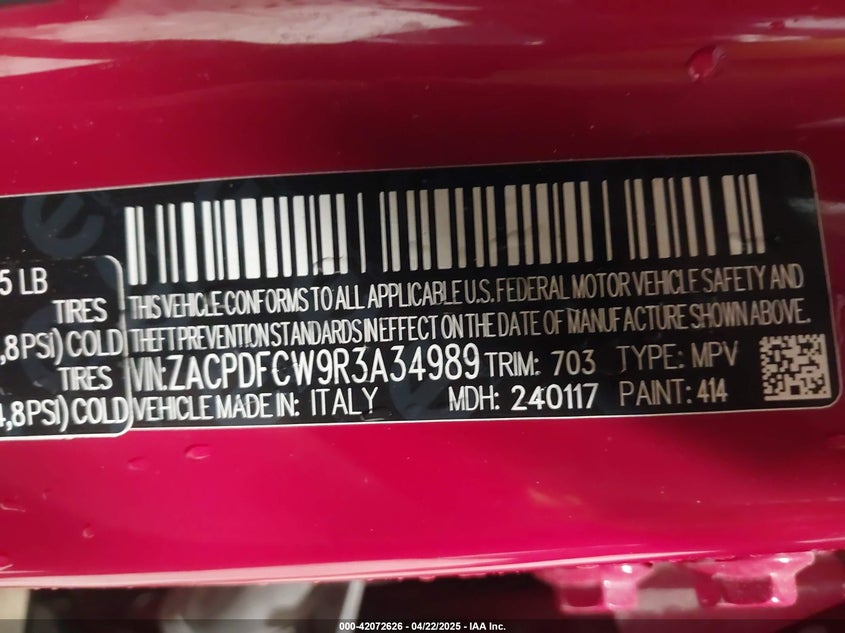 5 LB
TIRES
,8 PSI) COLD
TIRES
4,8 PSI) COLD
THIS VEHICLE CONFORMS TO ALL APPLICABLE U.S. FEDERAL MOTOR VEHICLE SAFETY AND
THEFT PREVENTION STANDARDS IN EFFECT ON THE DATE OF MANUFACTURE SHOWN ABOVE.
VIN: ZACPDFCW9R3A34989 TRIM: 703 TYPE: MPV
VEHICLE MADE IN: ITALY MDH: 240117 PAINT: 414
000-42072626 - 04/22/2025 - IAA Inc.